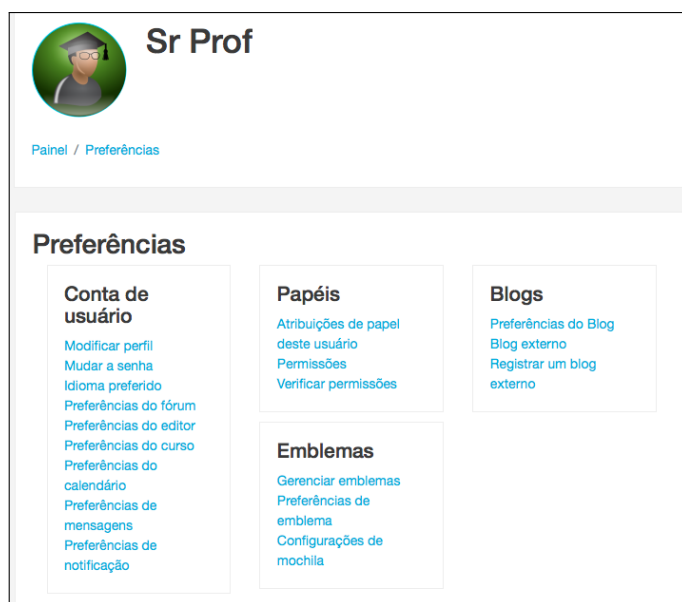 Sr Prof
Painel / Preferências
Preferências
Conta de
usuário
Modificar perfil
Mudar a senha
Idioma preferido
Preferências do fórum
Preferências do editor
Preferências do curso
Preferências do
calendário
Preferências de
mensagens
Preferências de
notificação
Papéis
Atribuições de papel
deste usuário
Permissões
Verificar permissões
Emblemas
Gerenciar emblemas
Preferências de
emblema
Configurações de
mochila
Blogs
Preferências do Blog
Blog externo
Registrar um blog
externo